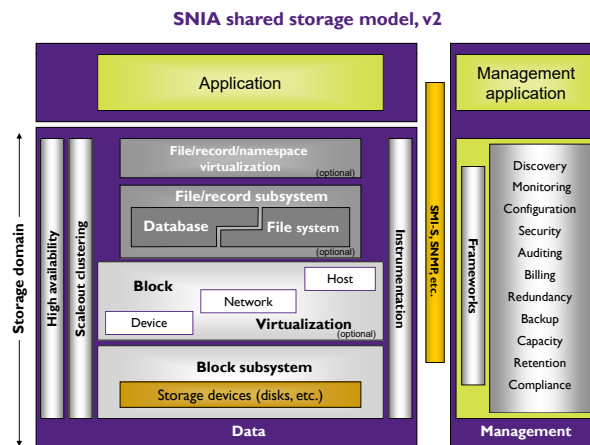 SNIA shared storage model, v2
Application
Management
application
Storage domain
High availability
Scaleout clustering
File/record/namespace
virtualization
(optional)
File/record subsystem
Database
File system
(optional)
Block
Host
Network
Device
Virtualization
(optional)
Block subsystem
Storage devices (disks, etc.)
Instrumentation
Data
SMI-S, SNMP, etc.
Frameworks
Discovery
Monitoring
Configuration
Security
Auditing
Billing
Redundancy
Backup
Capacity
Retention
Compliance
Management